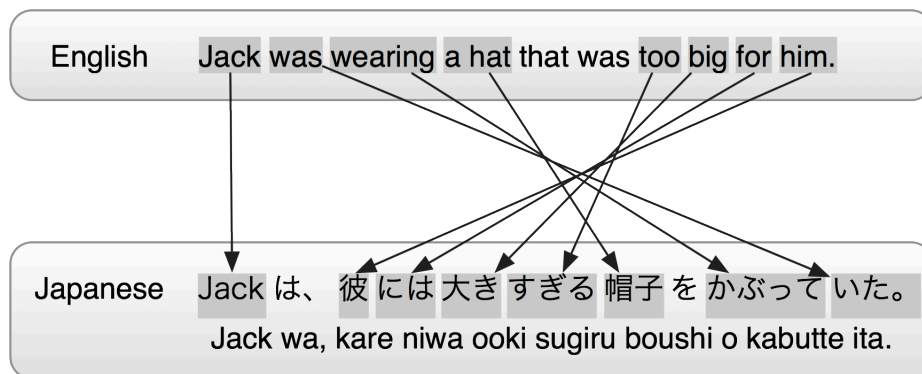 English Jack was wearing a hat that was too big for him.
Japanese Jack は、彼 には 大き すぎる 帽子 を かぶって いた。
Jack wa, kare niwa ooki sugiru boushi o kabutte ita.